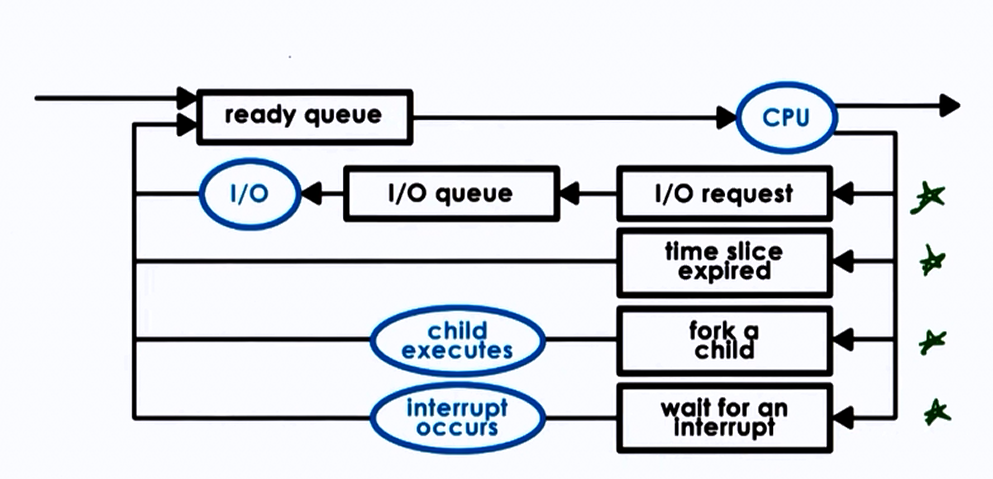 ready queue
CPU
I/O
I/O queue
I/O request
time slice
expired
child
executes
fork a
child
interrupt
occurs
wait for an
interrupt